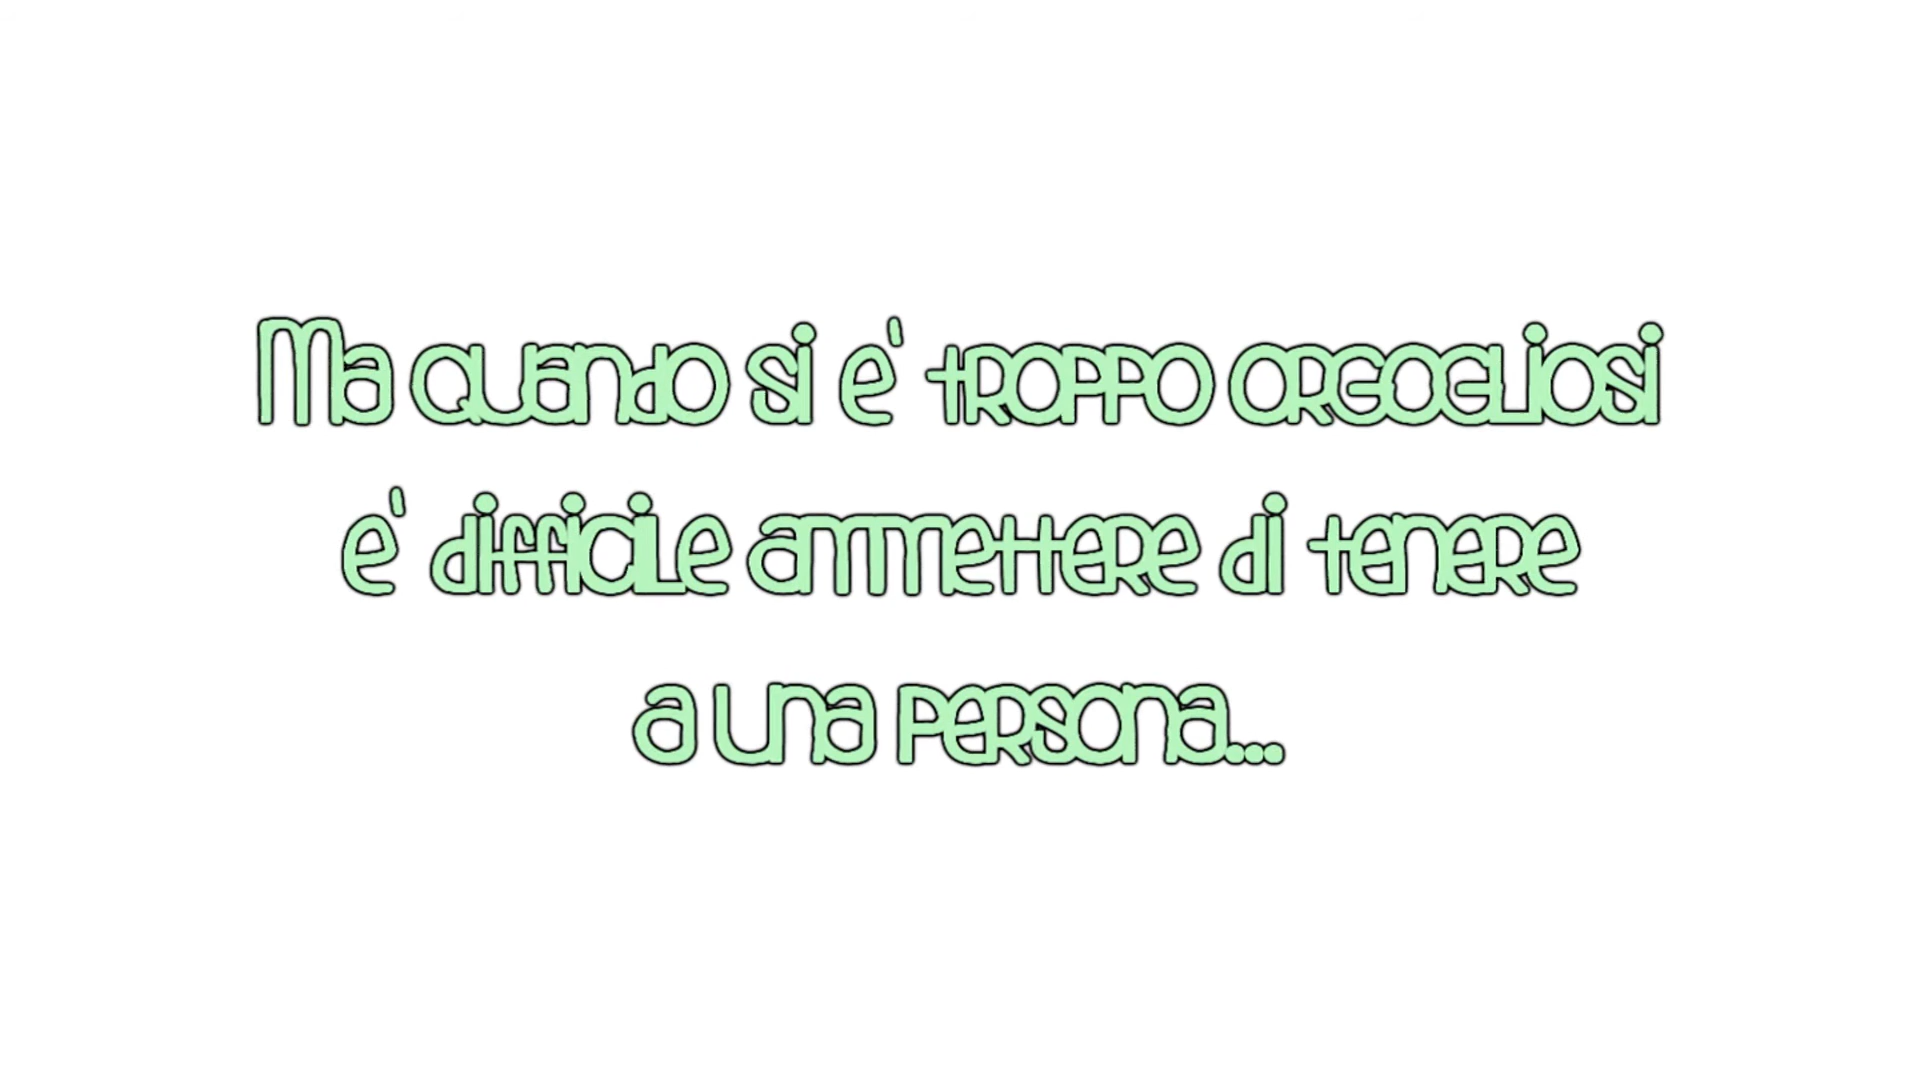 Ma quando si e' troppo orgogliosi
e' difficile ammettere di tenere
a una persona...